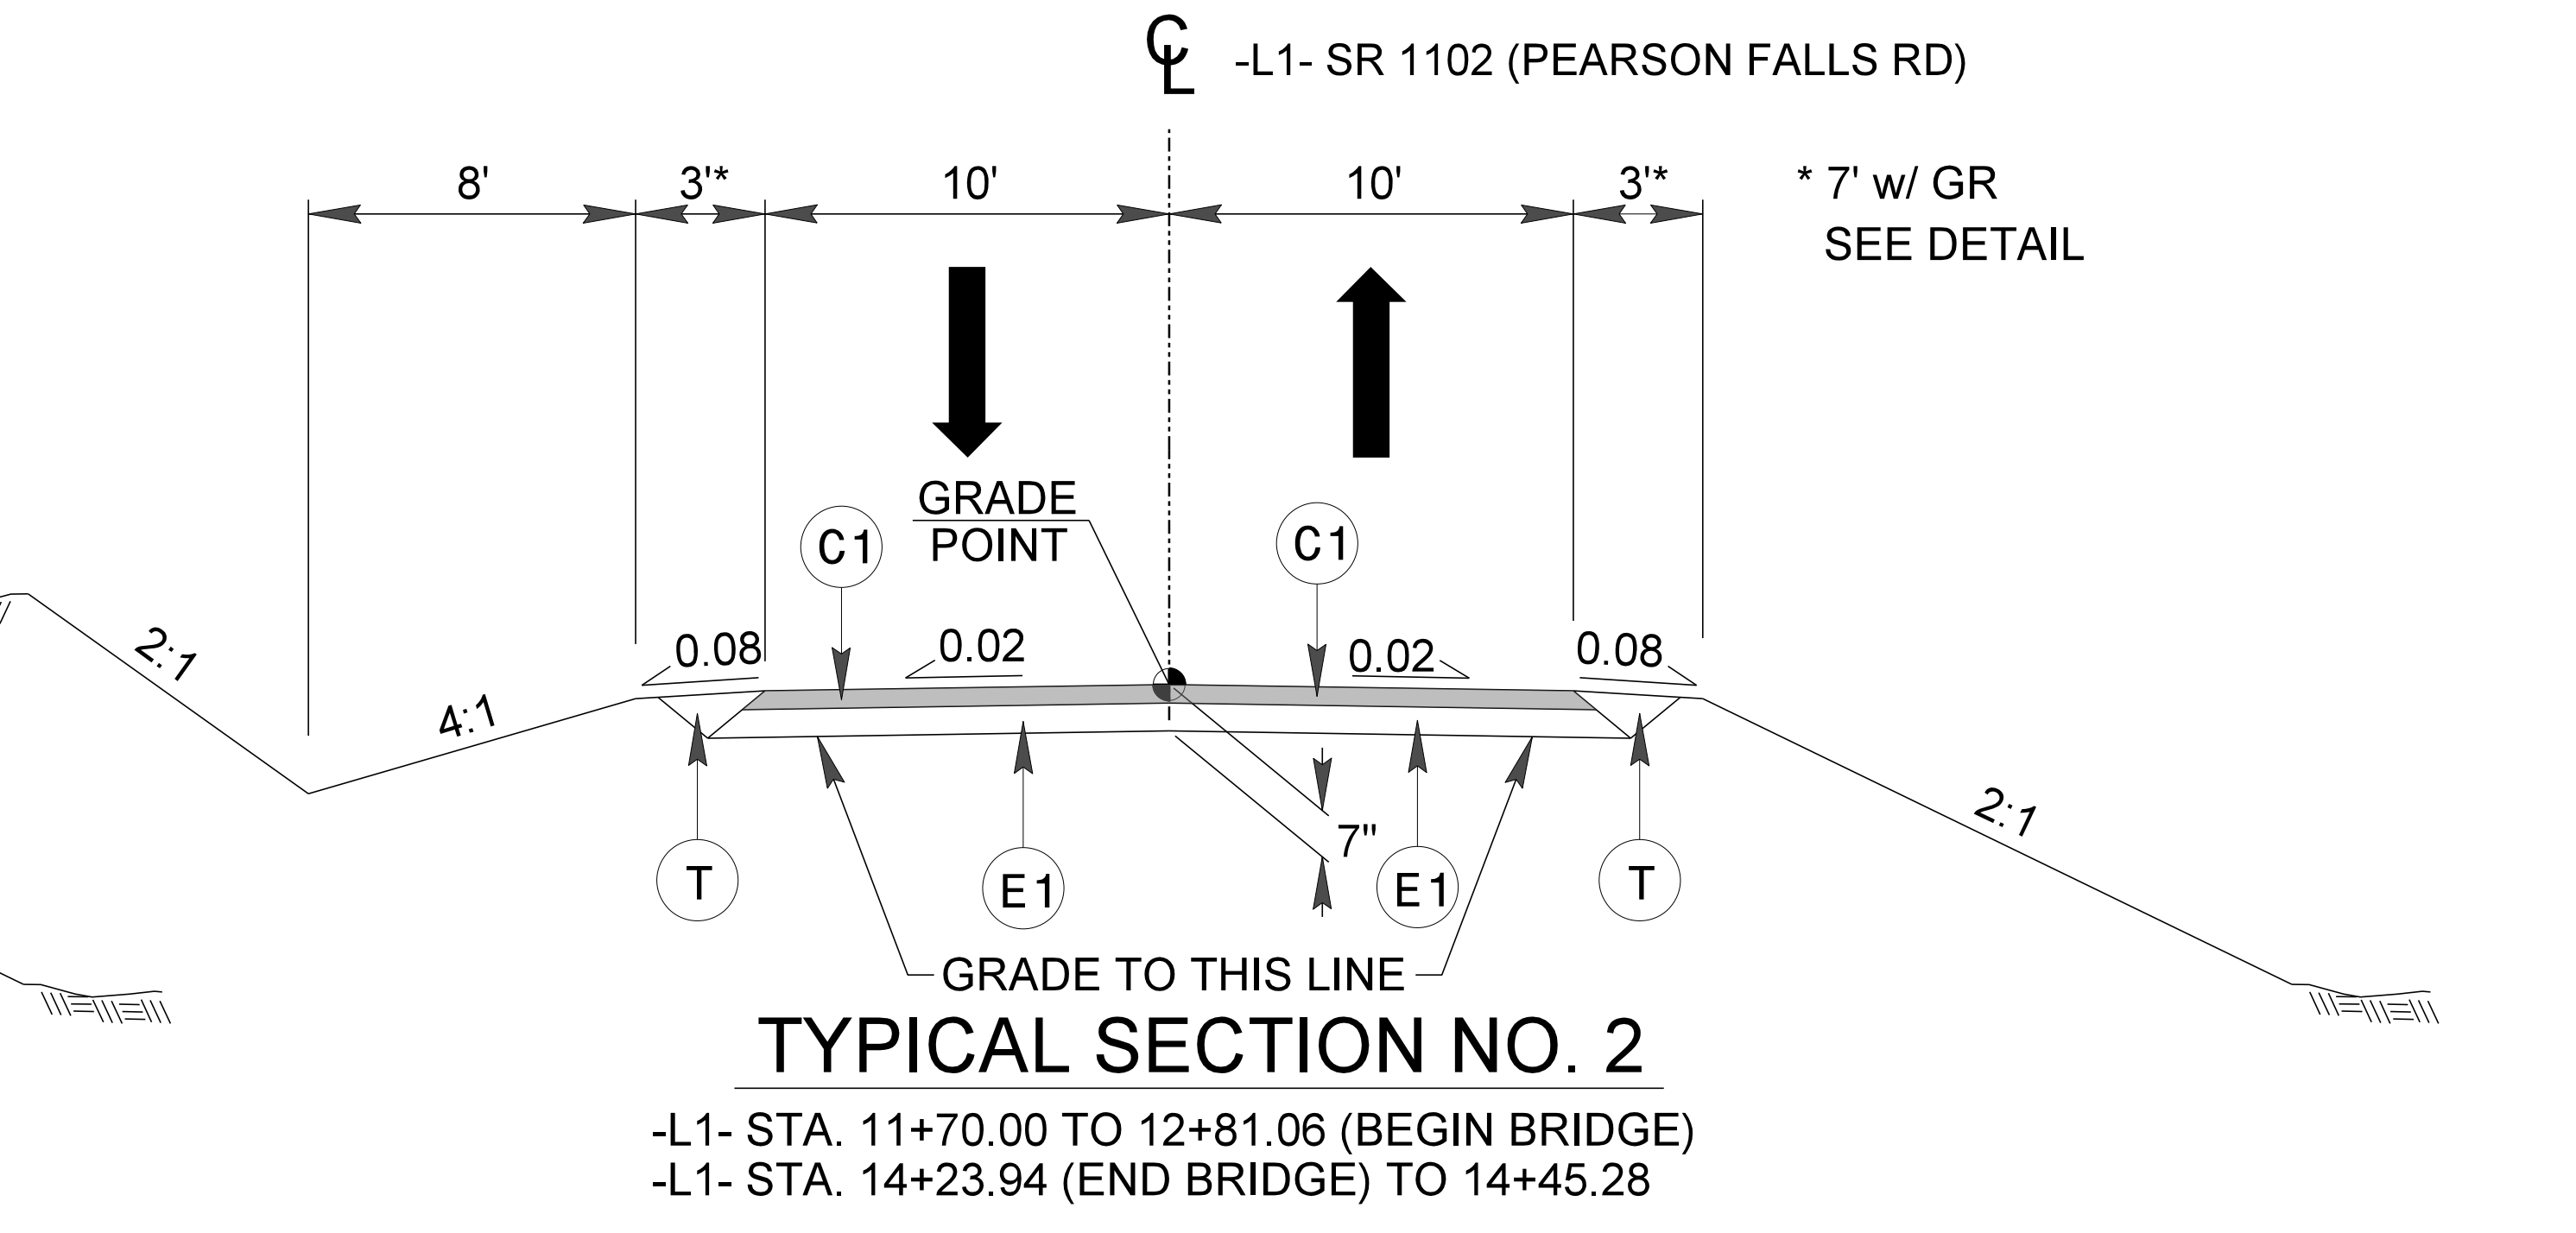 CL -L1- SR 1102 (PEARSON FALLS RD)
8' 3'* 10' 10' 3'* * 7' w/ GR
SEE DETAIL
GRADE
POINT
C1 C1
2:1 0.08 0.02 0.02 0.08
4:1
2:1
7"
T E1 E1 T
GRADE TO THIS LINE
TYPICAL SECTION NO. 2
-L1- STA. 11+70.00 TO 12+81.06 (BEGIN BRIDGE)
-L1- STA. 14+23.94 (END BRIDGE) TO 14+45.28